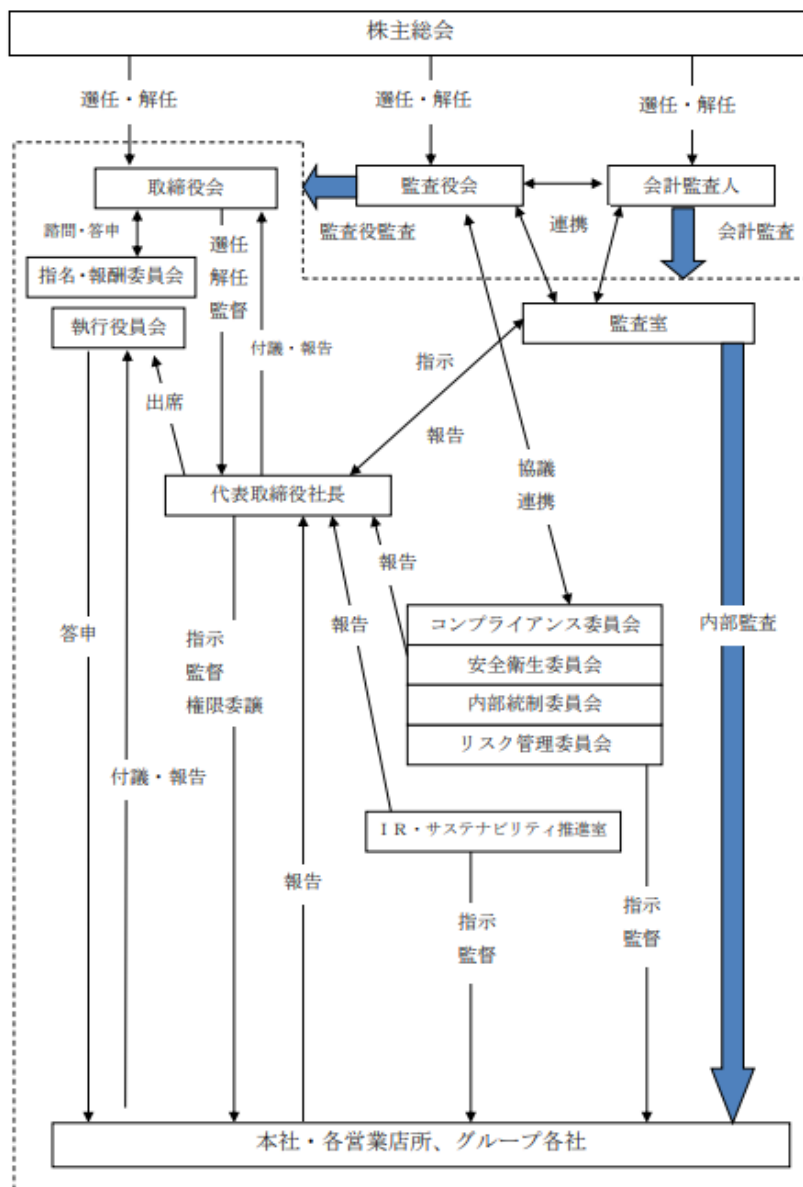 株主総会
選任・解任
選任・解任
選任・解任
取締役会
監査役会
会計監査人
諮問・答申
選任
解任
監督
監査役監査
連携
会計監査
指名・報酬委員会
執行役員会
監査室
付議・報告
指示
出席
報告
代表取締役社長
協議
連携
報告
報告
コンプライアンス委員会
安全衛生委員会
内部統制委員会
リスク管理委員会
内部監査
答申
指示
監督
権限委譲
付議・報告
IR・サステナビリティ推進室
報告
指示
監督
指示
監督
本社・各営業店所、グループ各社